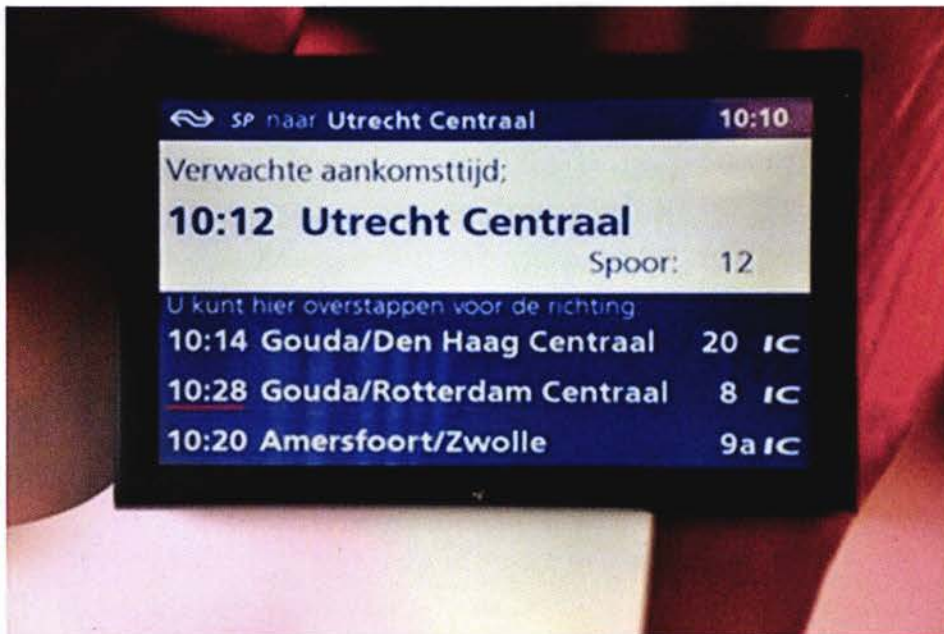 SP naar Utrecht Centraal 10:10
Verwachte aankomsttijd:
10:12 Utrecht Centraal
Spoor: 12
U kunt hier overstappen voor de richting
10:14 Gouda/Den Haag Centraal 20 IC
10:28 Gouda/Rotterdam Centraal 8 IC
10:20 Amersfoort/Zwolle 9a IC